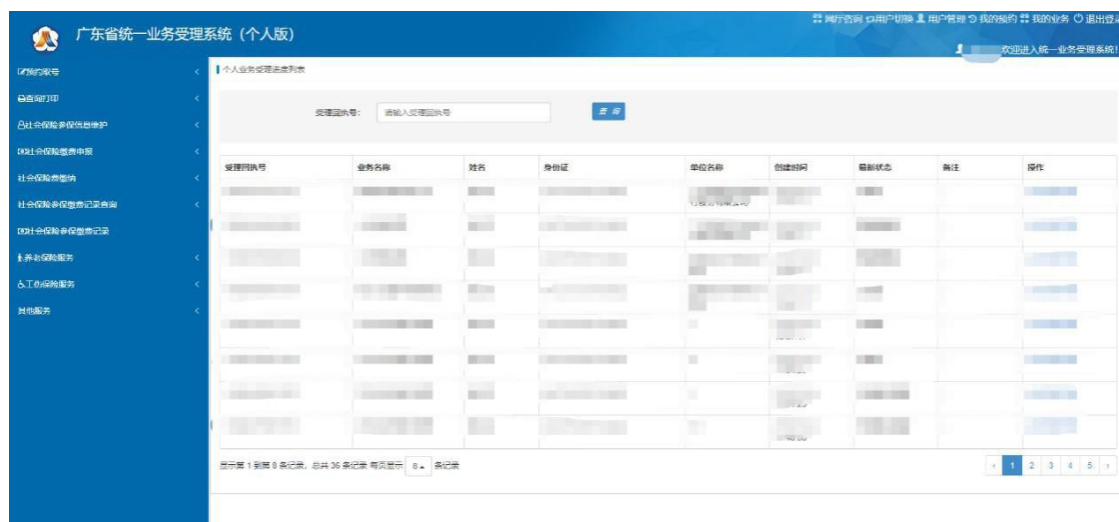 网厅咨询 用户切换 用户管理 我的预约 我的业务 退出登录
广东省统一业务受理系统（个人版）
欢迎进入统一业务受理系统!
预约取号
个人业务受理进度列表
查询打印
受理回执号: 请输入受理回执号 查 询
社会保险参保信息维护
社会保险缴费申报
社会保险费缴纳
受理回执号 业务名称 姓名 身份证 单位名称 创建时间 最新状态 备注 操作
社会保险参保缴费记录查询
社会保险参保缴费记录
养老保险服务
工伤保险服务
其他服务
显示第 1 到第 8 条记录，总共 36 条记录 每页显示 8 条记录
‹ 1 2 3 4 5 ›